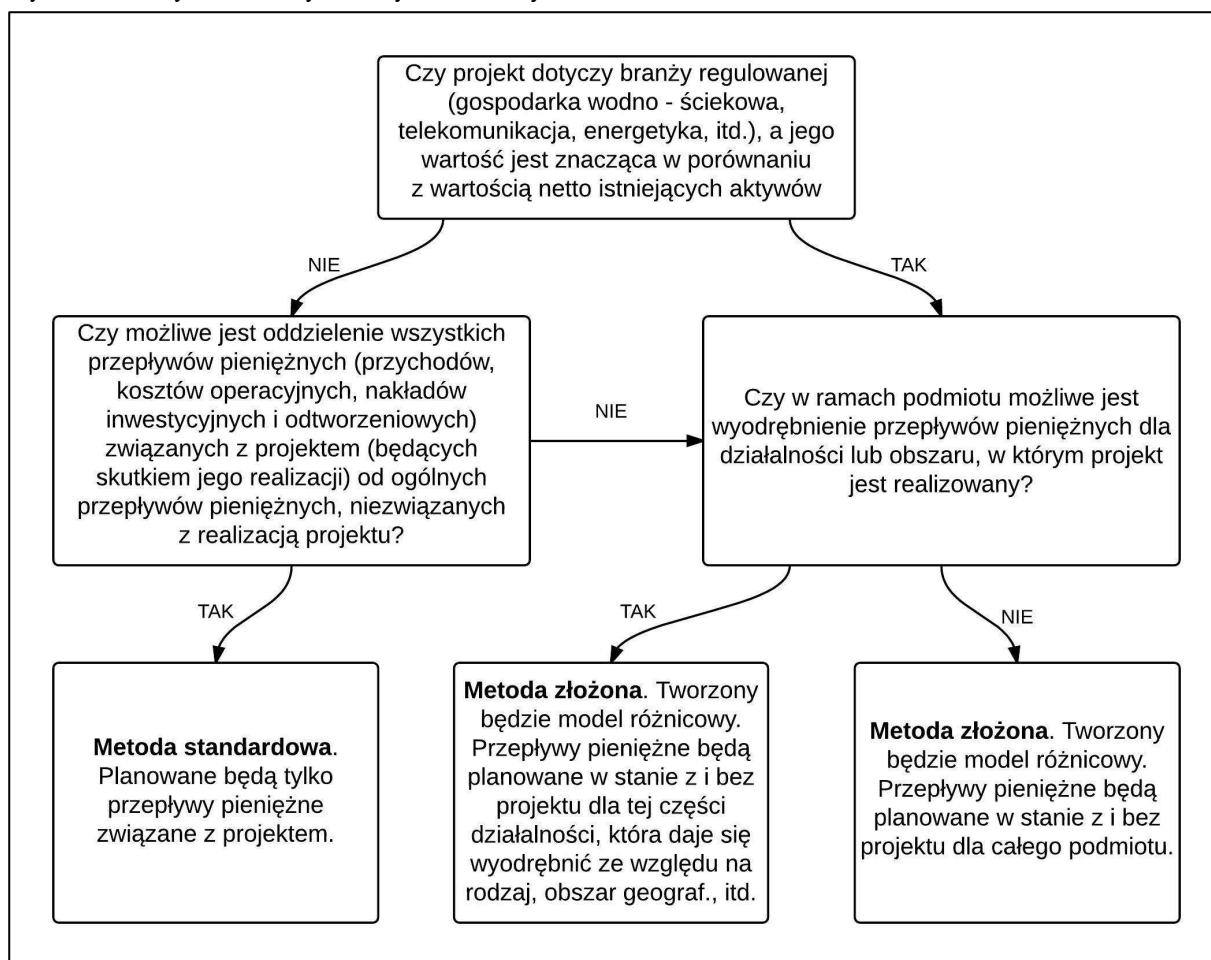 Czy projekt dotyczy branży regulowanej
(gospodarka wodno - ściekowa,
telekomunikacja, energetyka, itd.), a jego
wartość jest znacząca w porównaniu
z wartością netto istniejących aktywów
NIE
TAK
Czy możliwe jest oddzielenie wszystkich
przepływów pieniężnych (przychodów,
kosztów operacyjnych, nakładów
inwestycyjnych i odtworzeniowych)
związanych z projektem (będących
skutkiem jego realizacji) od ogólnych
przepływów pieniężnych, niezwiązanych
z realizacją projektu?
NIE
Czy w ramach podmiotu możliwe jest
wyodrębnienie przepływów pieniężnych dla
działalności lub obszaru, w którym projekt
jest realizowany?
TAK
TAK
NIE
Metoda standardowa.
Planowane będą tylko
przepływy pieniężne
związane z projektem.
Metoda złożona. Tworzony
będzie model różnicowy.
Przepływy pieniężne będą
planowane w stanie z i bez
projektu dla tej części
działalności, która daje się
wyodrębnić ze względu na
rodzaj, obszar geograf., itd.
Metoda złożona. Tworzony
będzie model różnicowy.
Przepływy pieniężne będą
planowane w stanie z i bez
projektu dla całego podmiotu.